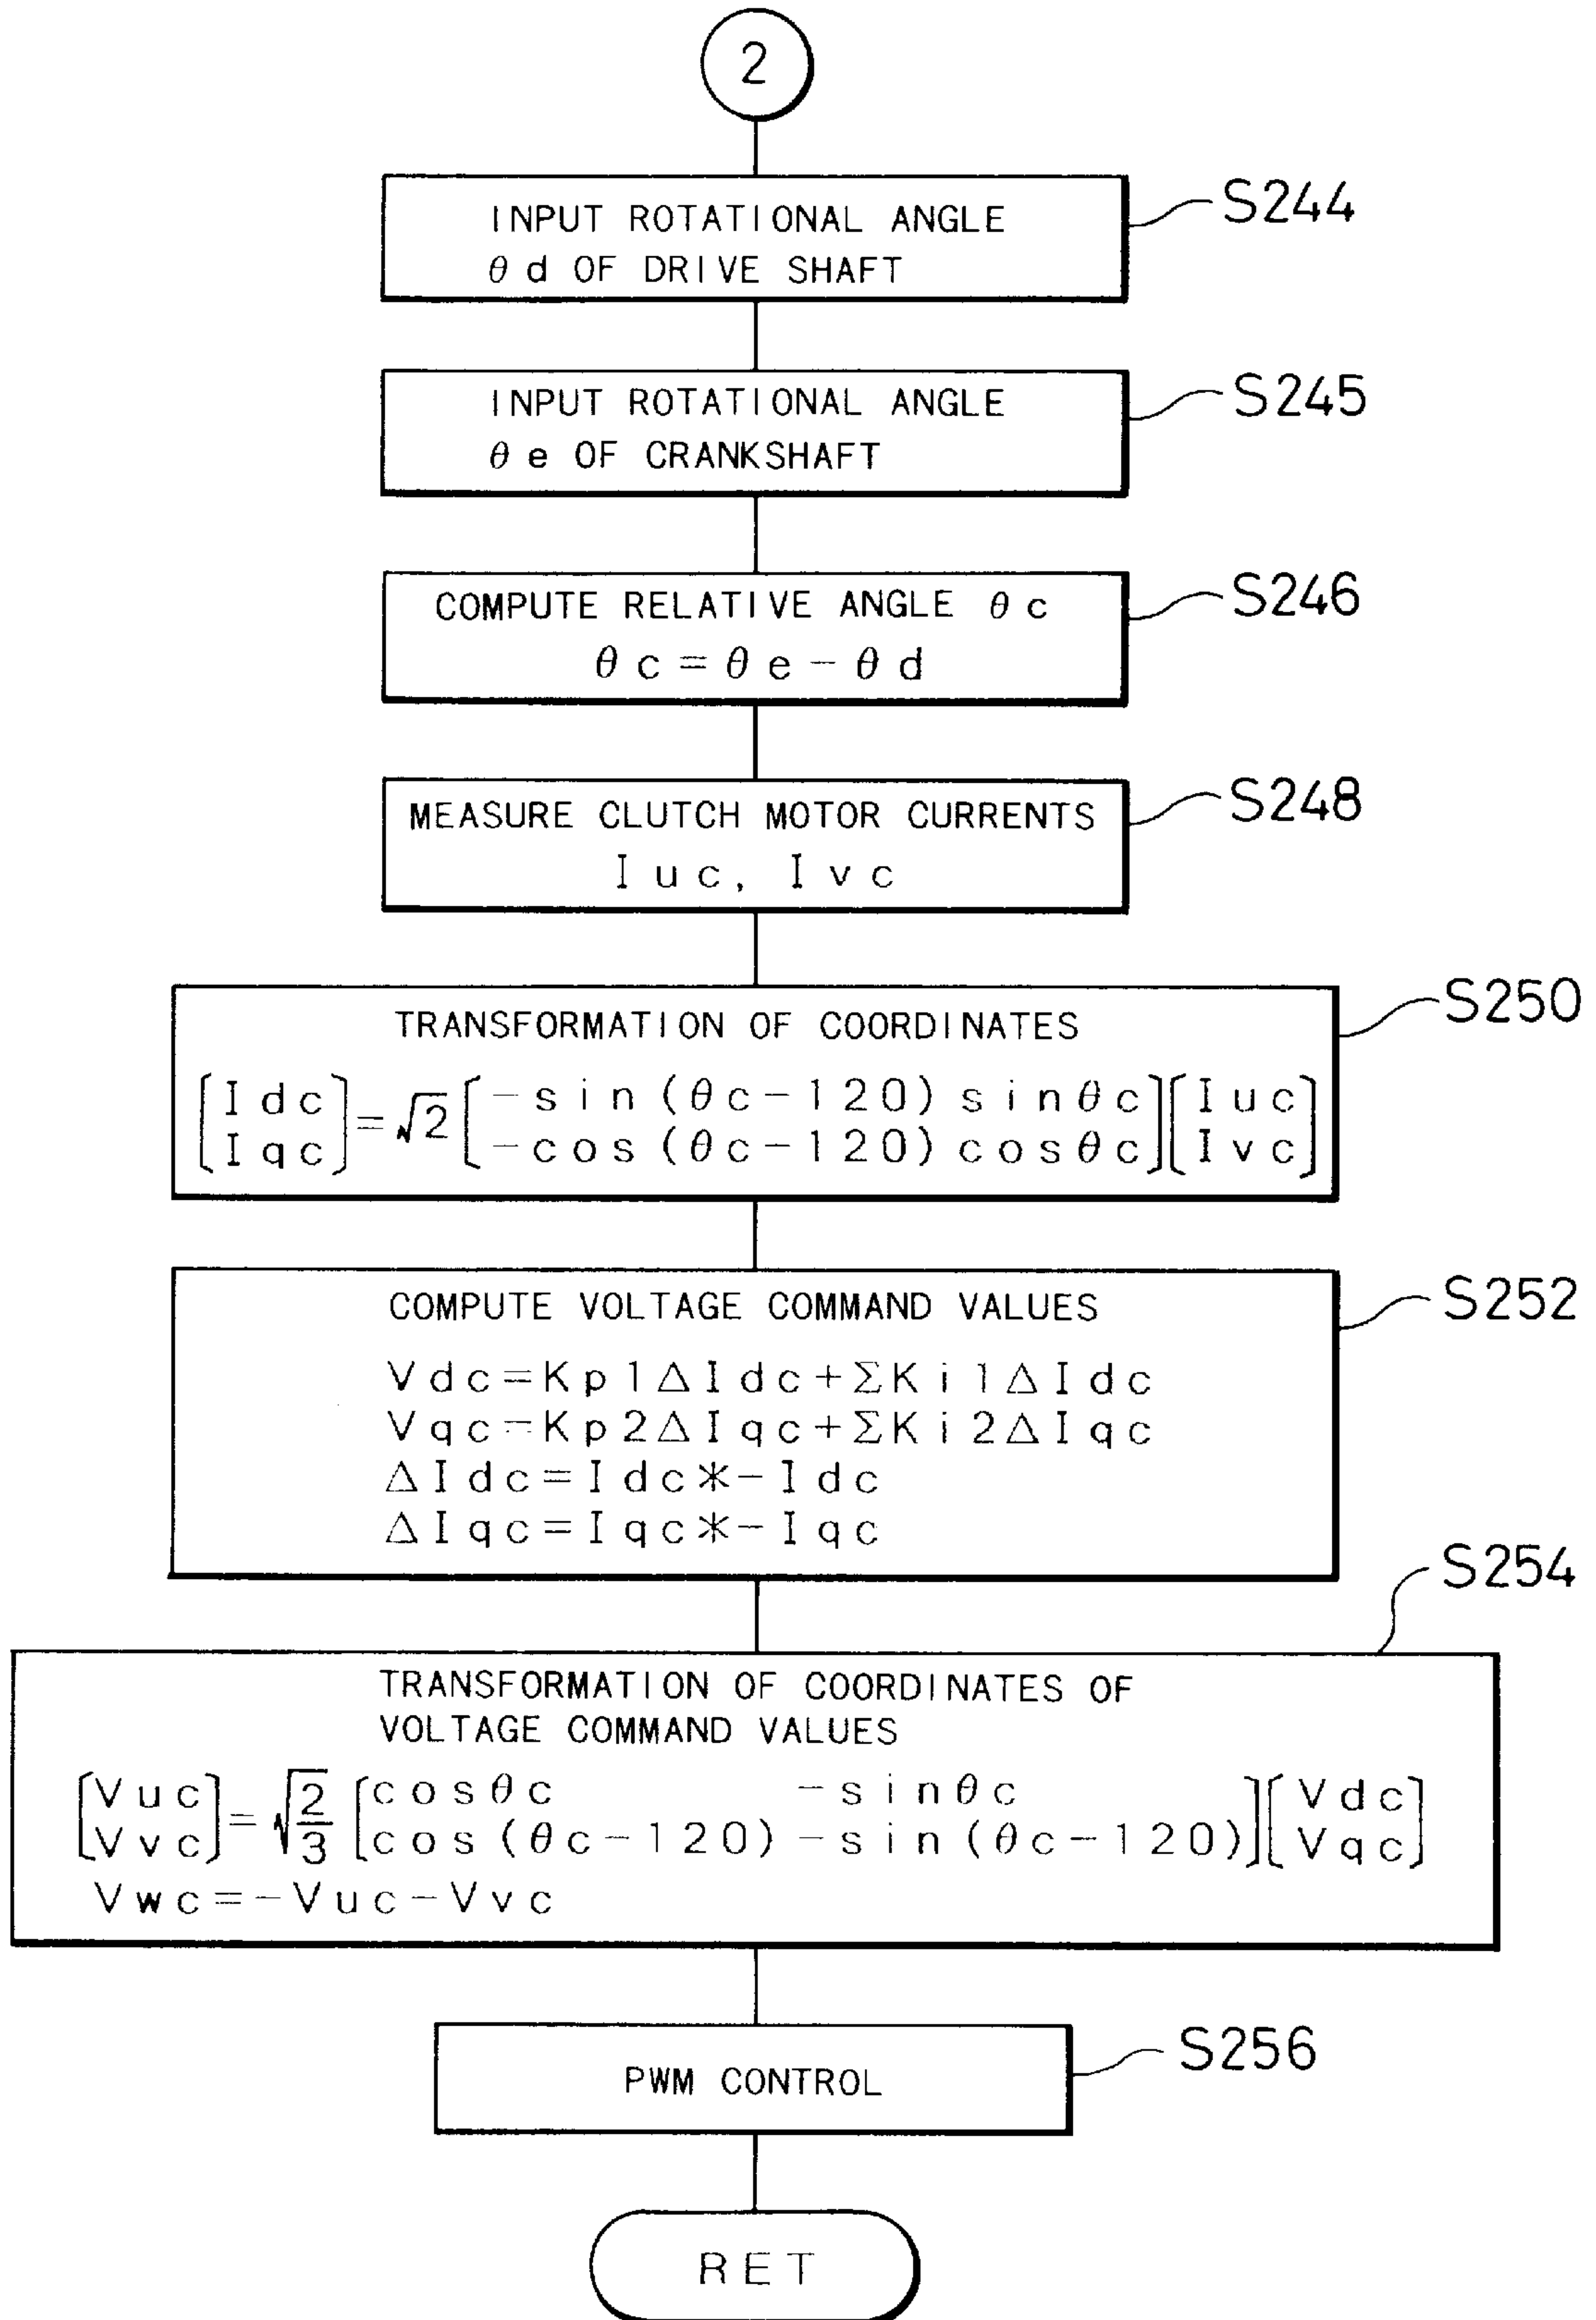 2
INPUT ROTATIONAL ANGLE
θd OF DRIVE SHAFT
S244
INPUT ROTATIONAL ANGLE
θe OF CRANKSHAFT
S245
COMPUTE RELATIVE ANGLE θc
θc=θe-θd
S246
MEASURE CLUTCH MOTOR CURRENTS
Iuc, Ivc
S248
TRANSFORMATION OF COORDINATES
[Idc Iqc]=√2[-sin(θc-120) sinθc -cos(θc-120) cosθc][Iuc Ivc]
S250
COMPUTE VOLTAGE COMMAND VALUES
Vdc=Kp1ΔIdc+ΣKi1ΔIdc
Vqc=Kp2ΔIqc+ΣKi2ΔIqc
ΔIdc=Idc*-Idc
ΔIqc=Iqc*-Iqc
S252
TRANSFORMATION OF COORDINATES OF
VOLTAGE COMMAND VALUES
[Vuc Vvc]=√2/3[cosθc -sinθc cos(θc-120) -sin(θc-120)][Vdc Vqc]
Vwc=-Vuc-Vvc
S254
PWM CONTROL
S256
RET